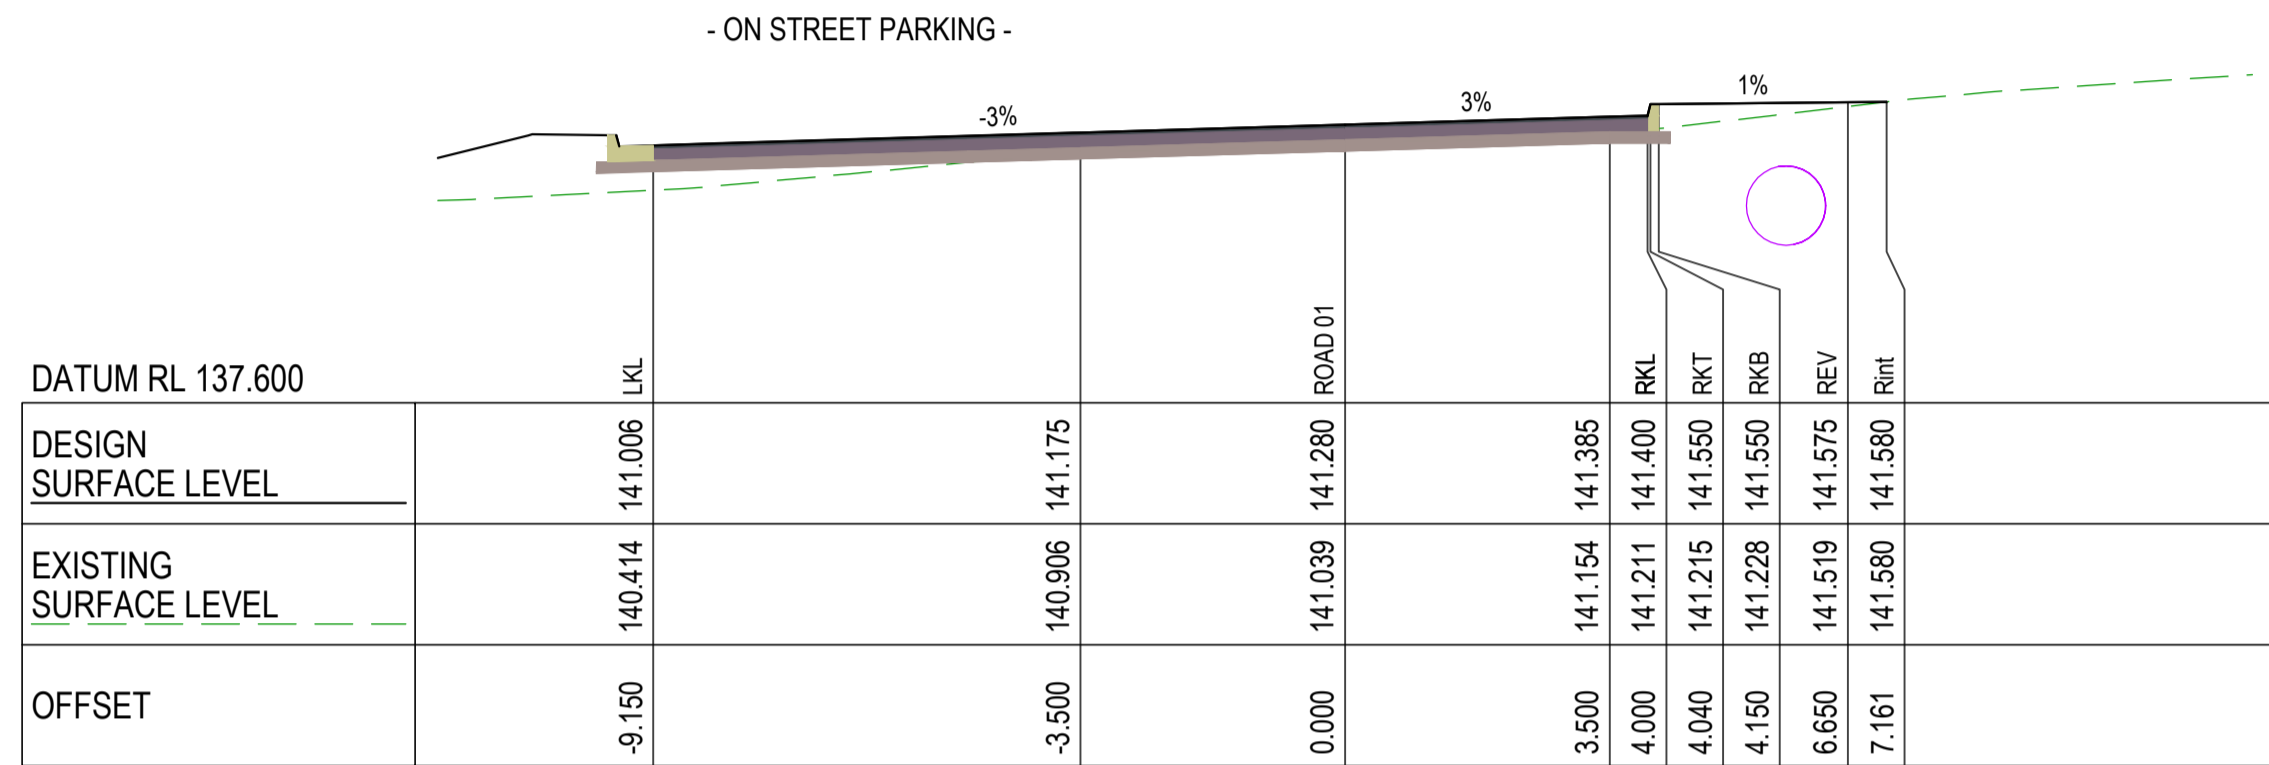 - ON STREET PARKING -
-3%
3%
1%
DATUM RL 137.600
LKL
ROAD 01
RKL
RKT
RKB
REV
Rint
DESIGN
SURFACE LEVEL
141.006
141.175
141.280
141.385
141.400
141.550
141.550
141.575
141.580
EXISTING
SURFACE LEVEL
140.414
140.906
141.039
141.154
141.211
141.215
141.228
141.519
141.580
OFFSET
-9.150
-3.500
0.000
3.500
4.000
4.040
4.150
6.650
7.161